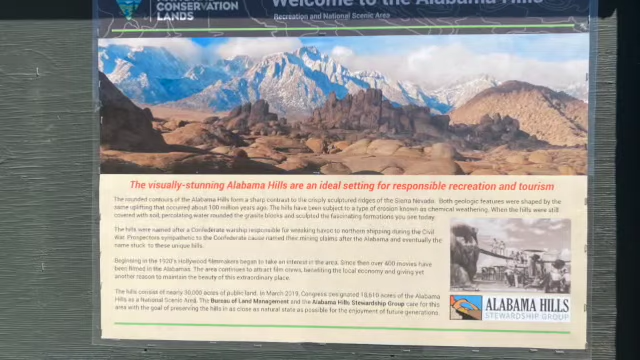 CONSERVATION
LANDS
Welcome to the Alabama Hills
Recreation and National Scenic Area
The visually-stunning Alabama Hills are an ideal setting for responsible recreation and tourism
The rounded contours of the Alabama Hills form a sharp contrast to the crisply sculptured ridges of the Sierra Nevada. Both geologic features were shaped by the
same uplifting that occurred about 100 million years ago. The hills have been subject to a type of erosion known as chemical weathering. When the hills were still
covered with soil, percolating water rounded the granite blocks and sculpted the fascinating formations you see today.
The hills were named after a Confederate warship responsible for wreaking havoc to northern shipping during the Civil
War. Prospectors sympathetic to the Confederate cause named their mining claims after the Alabama and eventually the
name stuck to these unique hills.
Beginning in the 1920's Hollywood filmmakers began to take an interest in the area. Since then over 400 movies have
been filmed in the Alabamas. The area continues to attract film crews, benefiting the local economy and giving yet
another reason to maintain the beauty of this extraordinary place.
The hills consist of nearly 30,000 acres of public land. In March 2019, Congress designated 18,610 acres of the Alabama
Hills as a National Scenic Area. The Bureau of Land Management and the Alabama Hills Stewardship Group care for this
area with the goal of preserving the hills in as close as natural state as possible for the enjoyment of future generations.
ALABAMA HILLS
STEWARDSHIP GROUP